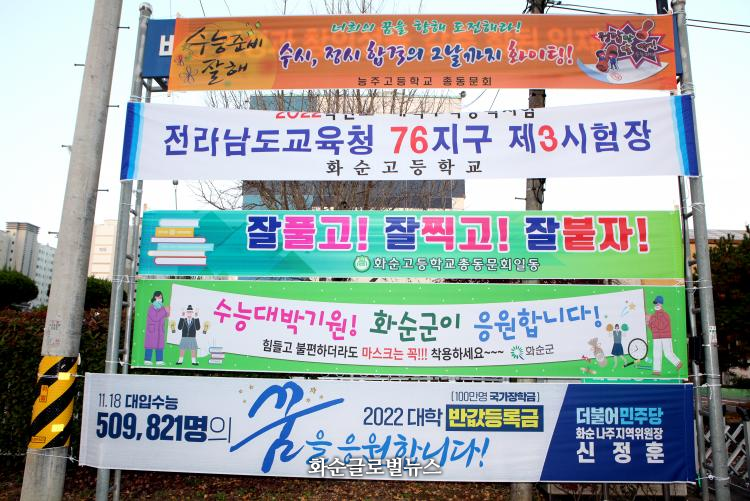 수능준비
잘해
너희의 꿈을 향해 도전해라!
수시, 정시 합격의 그날까지 화이팅!
능주고등학교 총동문회
전라남도교육청 76지구 제3시험장
화순고등학교
잘풀고! 잘찍고! 잘붙자!
화순고등학교총동문회일동
수능대박기원! 화순군이 응원합니다!
힘들고 불편하더라도 마스크는 꼭!!! 착용하세요~~~ 화순군
11.18 대입수능
509,821명의
꿈을 응원합니다!
(100만명 국가장학금)
2022 대학 반값등록금
더불어민주당
화순 나주지역위원장
신정훈
화순글로벌뉴스